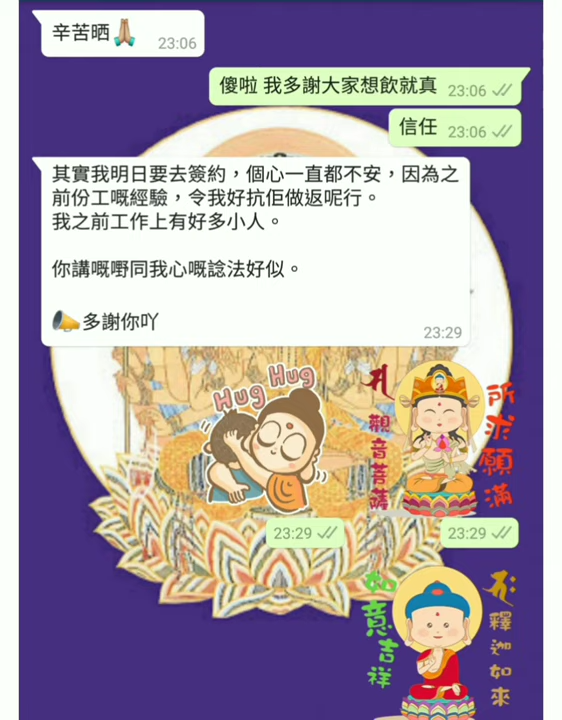 辛苦晒🙏🏼
23:06
傻啦 我多謝大家想飲就真
23:06
信任
23:06
其實我明日要去簽約，個心一直都不安，因為之
前份工嘅經驗，令我好抗佢做返呢行。
我之前工作上有好多小人。
你講嘅嘢同我心嘅諗法好似。
📣多謝你吖
23:29
Hug Hug
觀音菩薩
所求願滿
23:29
23:29
如意吉祥
釋迦如來